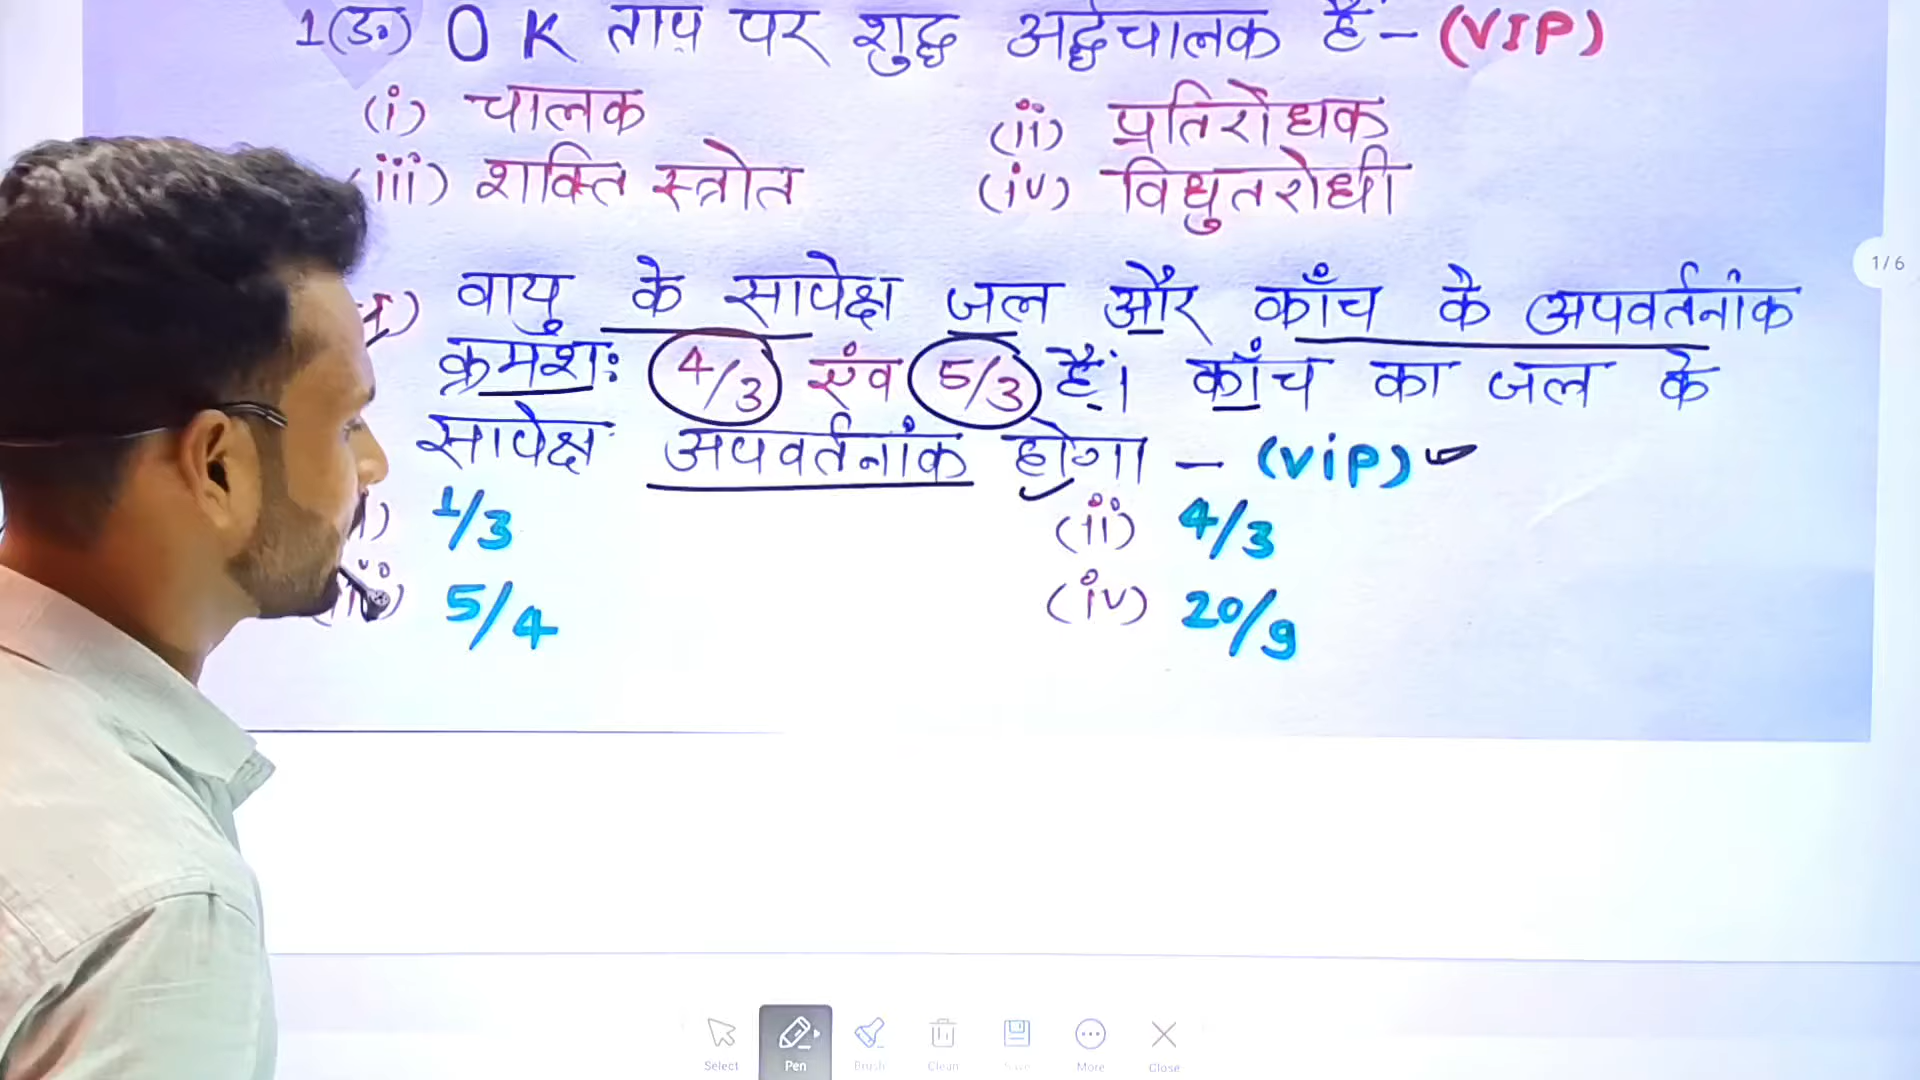 1(ङ) 0 K ताप पर शुद्ध अर्द्धचालक है - (VIP)
(i) चालक (ii) प्रतिरोधक
(iii) शक्ति स्त्रोत (iv) विधुतरोधी
वायु के सापेक्ष जल और काँच के अपवर्तनांक
क्रमशः 4/3 एंव 5/3 हैं। काँच का जल के
सापेक्ष अपवर्तनांक होगा - (ViP)
1/3 (ii) 4/3
5/4 (iv) 20/9
1/6
Select Pen Brush Clean Save More Close